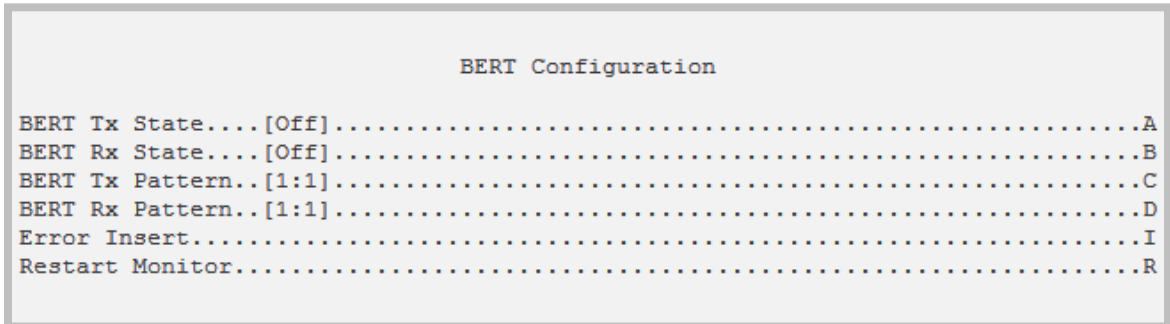 BERT Configuration
BERT Tx State....[Off].........................................................A
BERT Rx State....[Off].........................................................B
BERT Tx Pattern..[1:1].........................................................C
BERT Rx Pattern..[1:1].........................................................D
Error Insert...................................................................I
Restart Monitor................................................................R